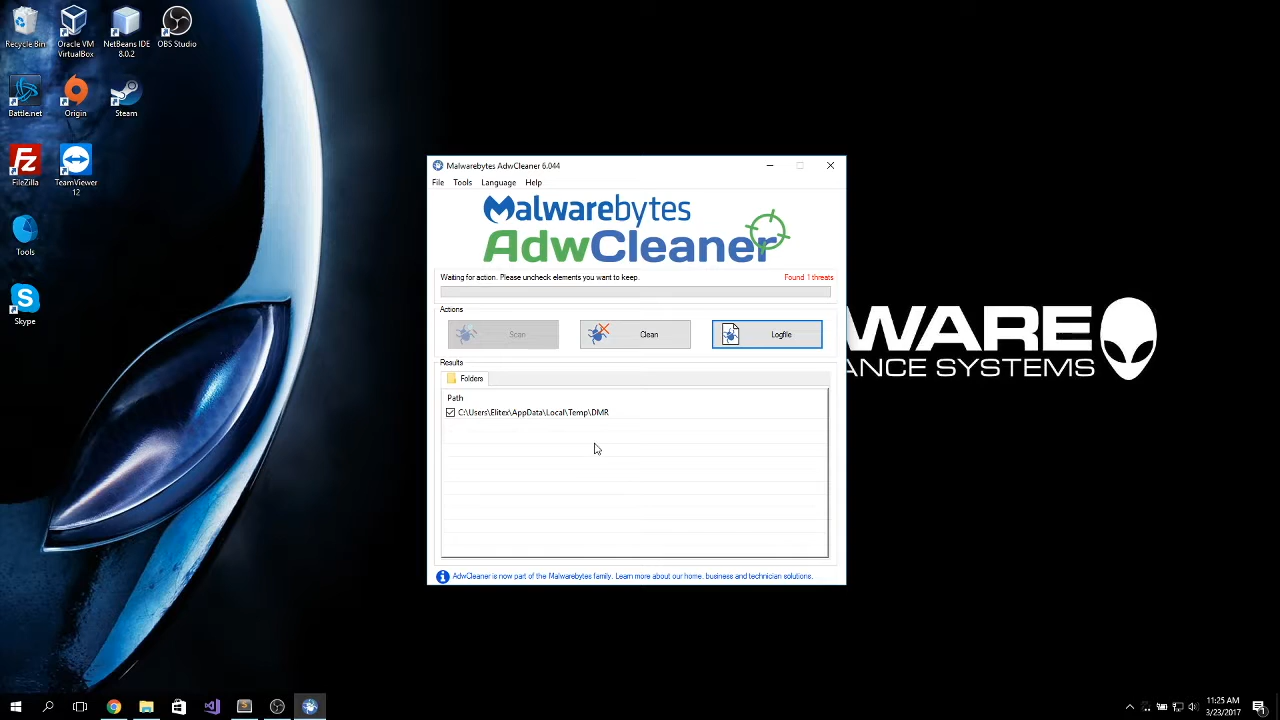 Recycle Bin
Oracle VM
VirtualBox
NetBeans IDE
8.0.2
OBS Studio
Battle.net
Origin
Steam
FileZilla
TeamViewer
12
Tools
Skype
Malwarebytes AdwCleaner 6.044
File Tools Language Help
Malwarebytes
AdwCleaner
Waiting for action. Please uncheck elements you want to keep. Found 1 threats
Actions
Scan Clean Logfile
Results
Folders
Path
C:\Users\Elitex\AppData\Local\Temp\DMR
AdwCleaner is now part of the Malwarebytes family. Learn more about our home, business and technician solutions.
WARE
ANCE SYSTEMS
11:25 AM
3/23/2017